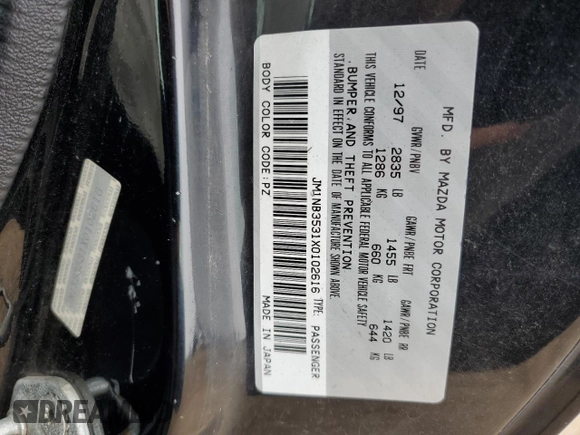 MFD. BY MAZDA MOTOR CORPORATION
DATE GVWR/PNBV GAWR/PNBE FRT GAWR/PNBE RR
12/97 2835 LB 1455 LB 1420 LB
1286 KG 660 KG 644 KG
THIS VEHICLE CONFORMS TO ALL APPLICABLE FEDERAL MOTOR VEHICLE SAFETY
,BUMPER,AND THEFT PREVENTION
STANDARD IN EFFECT ON THE DATE OF MANUFACTURE SHOWN ABOVE.
JM1NB3531X0102616 TYPE: PASSENGER
BODY COLOR CODE:PZ MADE IN JAPAN